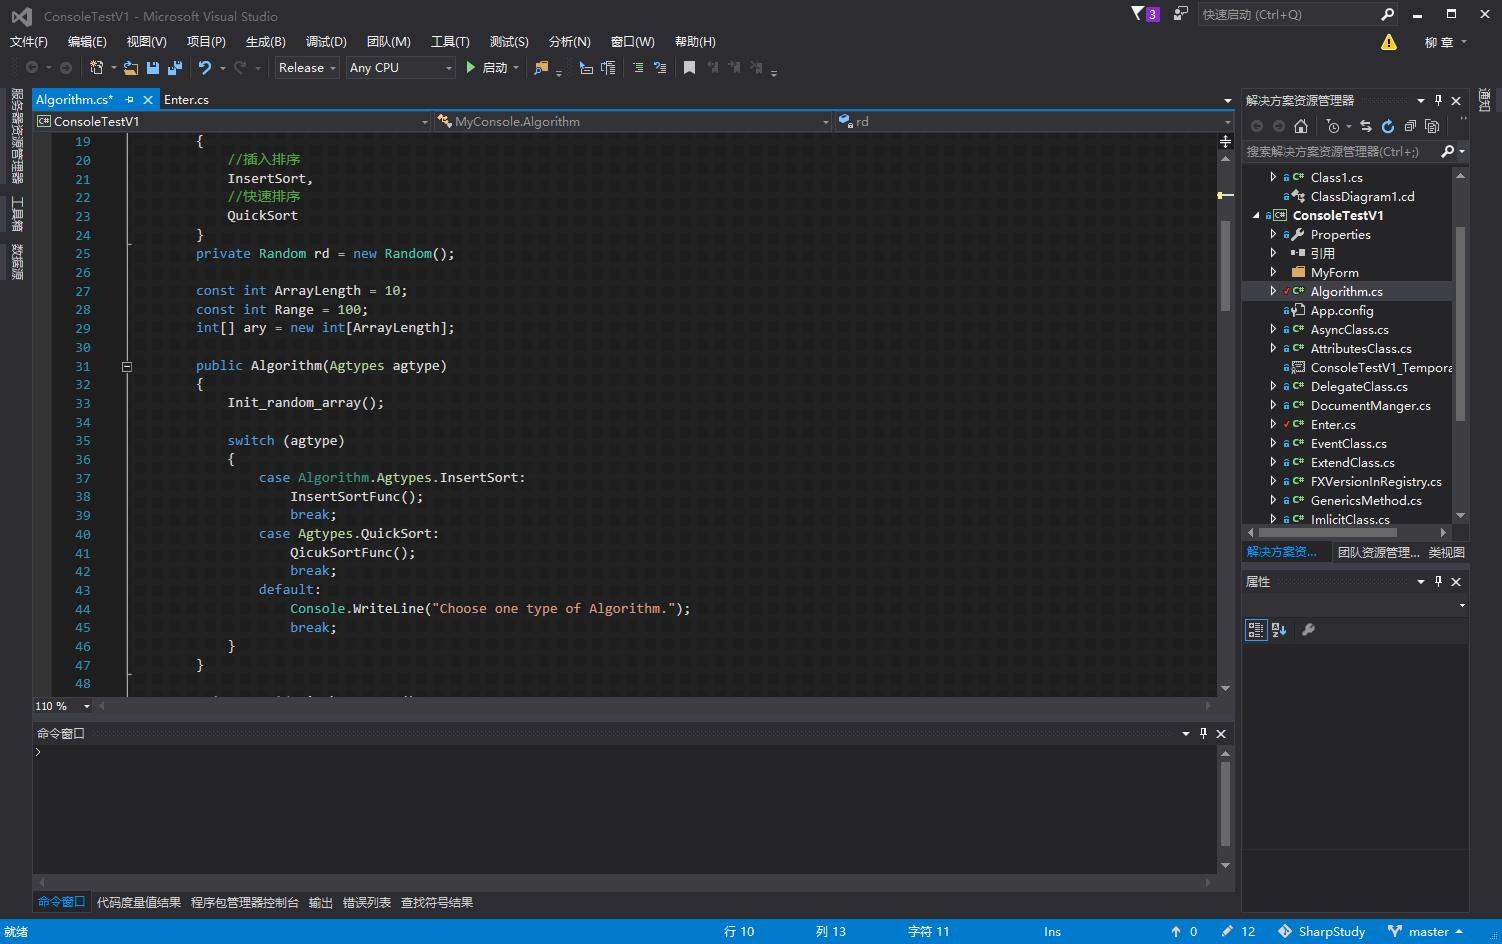 ConsoleTestV1 - Microsoft Visual Studio
3
快速启动 (Ctrl+Q)
文件(F) 编辑(E) 视图(V) 项目(P) 生成(B) 调试(D) 团队(M) 工具(T) 测试(S) 分析(N) 窗口(W) 帮助(H)
柳 章
Release Any CPU 启动
服务器资源管理器
工具箱
数据源
Algorithm.cs* Enter.cs
ConsoleTestV1 MyConsole.Algorithm rd
19 {
20 //插入排序
21 InsertSort,
22 //快速排序
23 QuickSort
24 }
25 private Random rd = new Random();
26
27 const int ArrayLength = 10;
28 const int Range = 100;
29 int[] ary = new int[ArrayLength];
30
31 public Algorithm(Agtypes agtype)
32 {
33 Init_random_array();
34
35 switch (agtype)
36 {
37 case Algorithm.Agtypes.InsertSort:
38 InsertSortFunc();
39 break;
40 case Agtypes.QuickSort:
41 QicukSortFunc();
42 break;
43 default:
44 Console.WriteLine("Choose one type of Algorithm.");
45 break;
46 }
47 }
48
110 %
命令窗口
>
命令窗口 代码度量值结果 程序包管理器控制台 输出 错误列表 查找符号结果
解决方案资源管理器
搜索解决方案资源管理器(Ctrl+;)
C# Class1.cs
ClassDiagram1.cd
C# ConsoleTestV1
Properties
引用
MyForm
C# Algorithm.cs
App.config
C# AsyncClass.cs
C# AttributesClass.cs
ConsoleTestV1_Tempora
C# DelegateClass.cs
C# DocumentManger.cs
C# Enter.cs
C# EventClass.cs
C# ExtendClass.cs
C# FXVersionInRegistry.cs
C# GenericsMethod.cs
C# ImlicitClass.cs
解决方案资... 团队资源管理... 类视图
属性
通知
就绪 行 10 列 13 字符 11 Ins 0 12 SharpStudy master